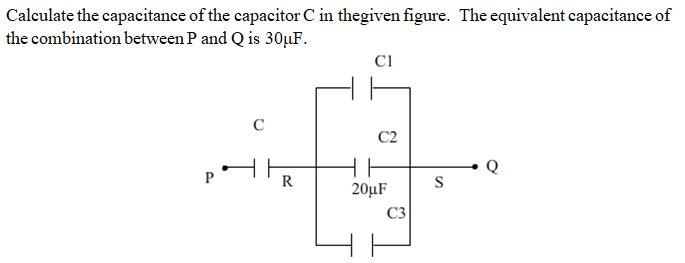 Calculate the capacitance of the capacitor C in thegiven figure. The equivalent capacitance of
the combination between P and Q is 30µF.
C1
C
C2
P
R
20µF
S
Q
C3